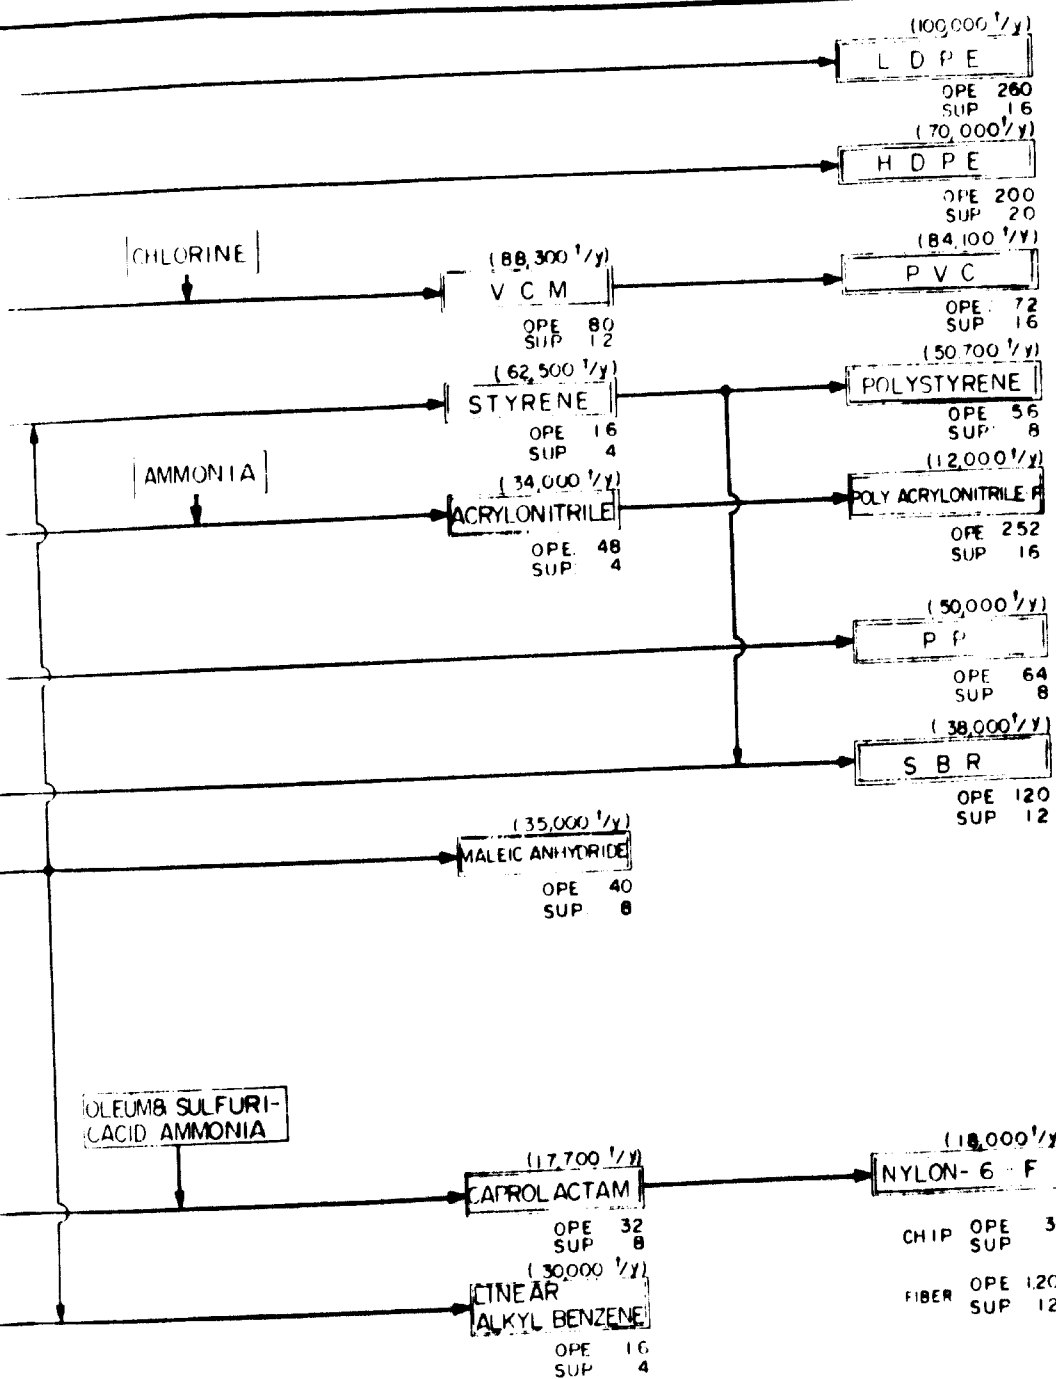 (100,000 t/y)
L D P E
OPE 260
SUP 16
(70,000 t/y)
H D P E
OPE 200
SUP 20
CHLORINE
(88,300 t/y)
V C M
OPE 80
SUP 12
(84,100 t/y)
P V C
OPE 72
SUP 16
(62,500 t/y)
STYRENE
OPE 16
SUP 4
(50,700 t/y)
POLYSTYRENE
OPE 56
SUP 8
AMMONIA
(34,000 t/y)
ACRYLONITRILE
OPE 48
SUP 4
(12,000 t/y)
POLY ACRYLONITRILE F
OPE 252
SUP 16
(50,000 t/y)
P P
OPE 64
SUP 8
(38,000 t/y)
S B R
OPE 120
SUP 12
(35,000 t/y)
MALEIC ANHYDRIDE
OPE 40
SUP 8
OLEUM& SULFURI-
CACID AMMONIA
(17,700 t/y)
CAPROLACTAM
OPE 32
SUP 8
(18,000 t/y
NYLON-6 F
CHIP OPE 3
SUP
FIBER OPE 1,20
SUP 12
(30,000 t/y)
LINEAR
ALKYL BENZENE
OPE 16
SUP 4